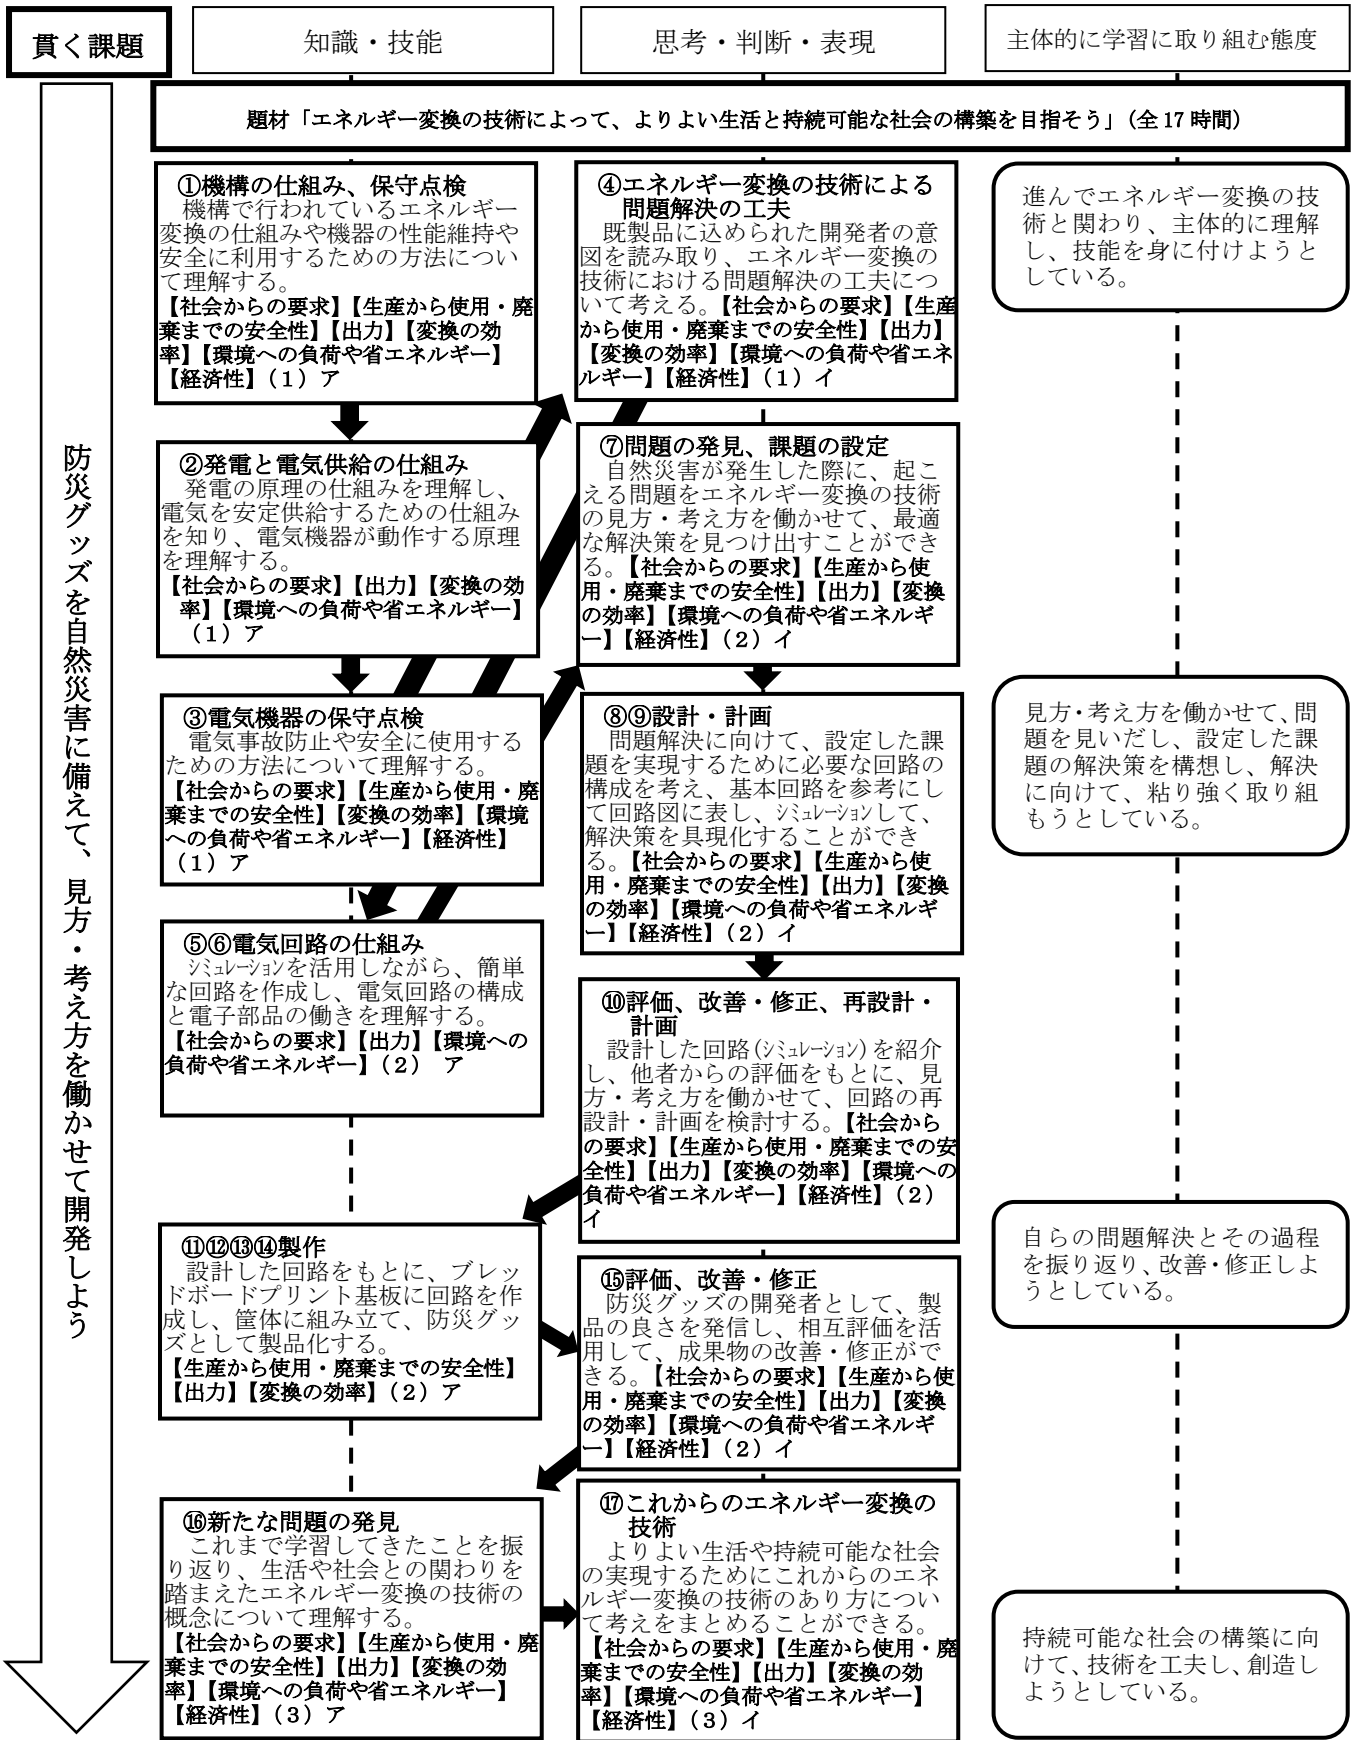 貫く課題
知識・技能
思考・判断・表現
主体的に学習に取り組む態度
題材「エネルギー変換の技術によって、よりよい生活と持続可能な社会の構築を目指そう」（全17時間）
防災グッズを自然災害に備えて、見方・考え方を働かせて開発しよう
①機構の仕組み、保守点検
機構で行われているエネルギー
変換の仕組みや機器の性能維持や
安全に利用するための方法につい
て理解する。
【社会からの要求】【生産から使用・廃
棄までの安全性】【出力】【変換の効
率】【環境への負荷や省エネルギー】
【経済性】（１）ア
②発電と電気供給の仕組み
発電の原理の仕組みを理解し、
電気を安定供給するための仕組み
を知り、電気機器が動作する原理
を理解する。
【社会からの要求】【出力】【変換の効
率】【環境への負荷や省エネルギー】
（１）ア
③電気機器の保守点検
電気事故防止や安全に使用する
ための方法について理解する。
【社会からの要求】【生産から使用・廃
棄までの安全性】【変換の効率】【環境
への負荷や省エネルギー】【経済性】
（１）ア
④エネルギー変換の技術による
問題解決の工夫
既製品に込められた開発者の意
図を読み取り、エネルギー変換の
技術における問題解決の工夫につ
いて考える。【社会からの要求】【生産
から使用・廃棄までの安全性】【出力】
【変換の効率】【環境への負荷や省エネ
ルギー】【経済性】（１）イ
⑤⑥電気回路の仕組み
シミュレーションを活用しながら、簡単
な回路を作成し、電気回路の構成
と電子部品の働きを理解する。
【社会からの要求】【出力】【環境への
負荷や省エネルギー】（２）　ア
⑦問題の発見、課題の設定
自然災害が発生した際に、起こ
える問題をエネルギー変換の技術
の見方・考え方を働かせて、最適
な解決策を見つけ出すことができ
る。【社会からの要求】【生産から使
用・廃棄までの安全性】【出力】【変換
の効率】【環境への負荷や省エネルギ
ー】【経済性】（２）イ
⑧⑨設計・計画
問題解決に向けて、設定した課
題を実現するために必要な回路の
構成を考え、基本回路を参考にし
て回路図に表し、シミュレーションして、
解決策を具現化することができ
る。【社会からの要求】【生産から使
用・廃棄までの安全性】【出力】【変換
の効率】【環境への負荷や省エネルギ
ー】【経済性】（２）イ
⑩評価、改善・修正、再設計・
計画
設計した回路(シミュレーション)を紹介
し、他者からの評価をもとに、見
方・考え方を働かせて、回路の再
設計・計画を検討する。【社会から
の要求】【生産から使用・廃棄までの安
全性】【出力】【変換の効率】【環境への
負荷や省エネルギー】【経済性】（２）
イ
⑪⑫⑬⑭製作
設計した回路をもとに、ブレッ
ドボードプリント基板に回路を作
成し、筐体に組み立て、防災グッ
ズとして製品化する。
【生産から使用・廃棄までの安全性】
【出力】【変換の効率】（２）ア
⑮評価、改善・修正
防災グッズの開発者として、製
品の良さを発信し、相互評価を活
用して、成果物の改善・修正がで
きる。【社会からの要求】【生産から使
用・廃棄までの安全性】【出力】【変換
の効率】【環境への負荷や省エネルギ
ー】【経済性】（２）イ
⑯新たな問題の発見
これまで学習してきたことを振
り返り、生活や社会との関わりを
踏まえたエネルギー変換の技術の
概念について理解する。
【社会からの要求】【生産から使用・廃
棄までの安全性】【出力】【変換の効
率】【環境への負荷や省エネルギー】
【経済性】（３）ア
⑰これからのエネルギー変換の
技術
よりよい生活や持続可能な社会
の実現するためにこれからのエネ
ルギー変換の技術のあり方につい
て考えをまとめることができる。
【社会からの要求】【生産から使用・廃
棄までの安全性】【出力】【変換の効
率】【環境への負荷や省エネルギー】
【経済性】（３）イ
進んでエネルギー変換の技
術と関わり、主体的に理解
し、技能を身に付けようと
している。
見方・考え方を働かせて、問
題を見いだし、設定した課
題の解決策を構想し、解決
に向けて、粘り強く取り組
もうとしている。
自らの問題解決とその過程
を振り返り、改善・修正しよ
うとしている。
持続可能な社会の構築に向
けて、技術を工夫し、創造し
ようとしている。